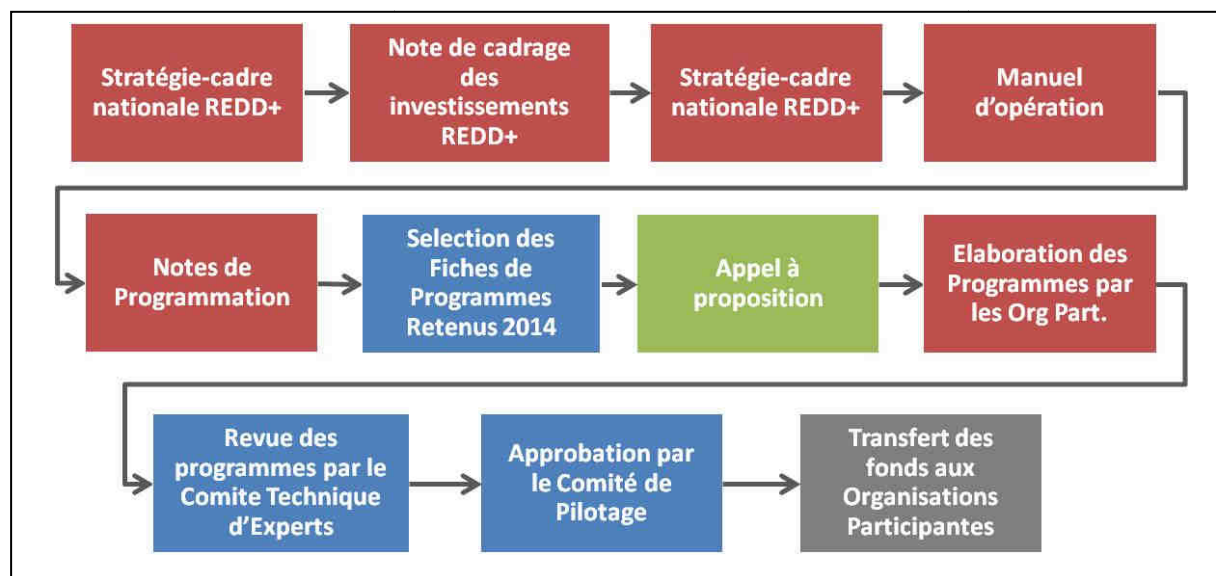 Stratégie-cadre
nationale REDD+
Note de cadrage
des
investissements
REDD+
Stratégie-cadre
nationale REDD+
Manuel
d'opération
Notes de
Programmation
Selection des
Fiches de
Programmes
Retenus 2014
Appel à
proposition
Elaboration des
Programmes par
les Org Part.
Revue des
programmes par le
Comite Technique
d'Experts
Approbation par
le Comité de
Pilotage
Transfert des
fonds aux
Organisations
Participantes